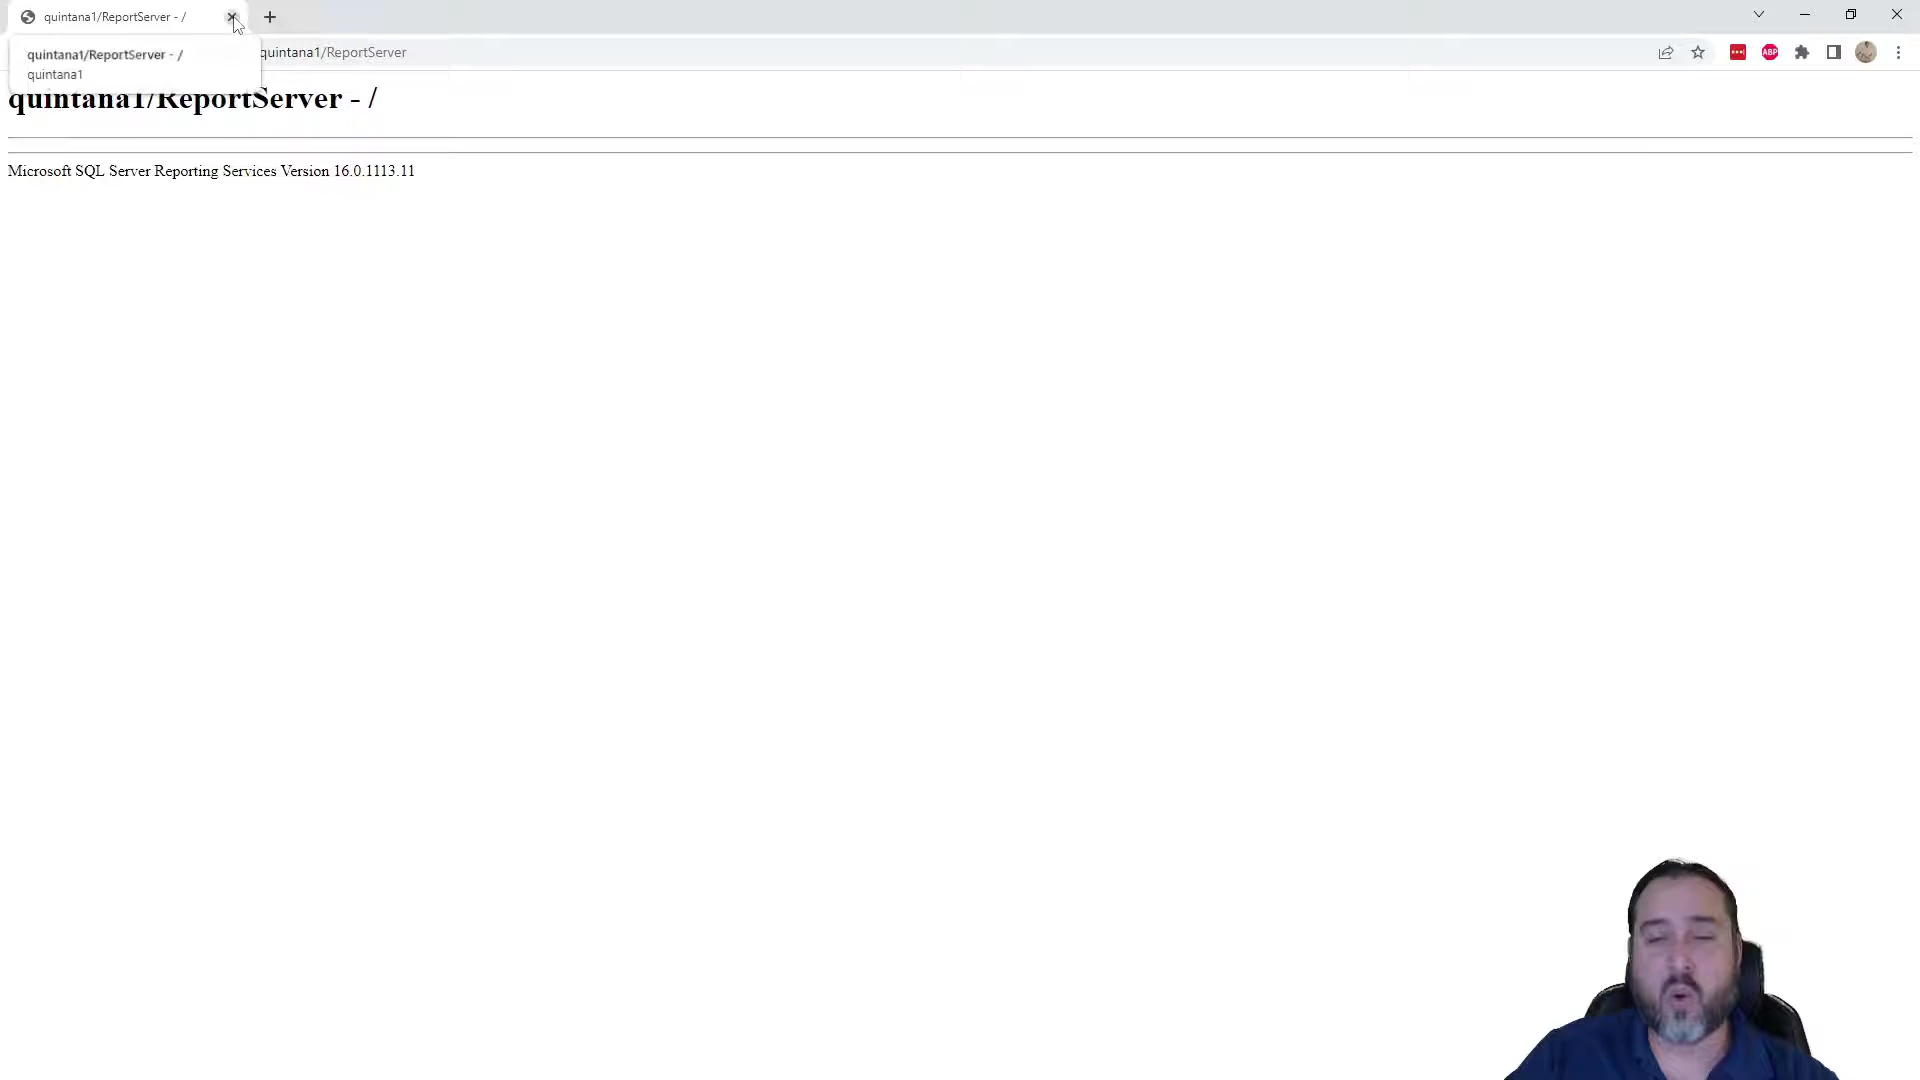 quintana1/ReportServer - /
quintana1/ReportServer - /
quintana1
quintana1/ReportServer
ABP
quintana1/ReportServer - /
Microsoft SQL Server Reporting Services Version 16.0.1113.11